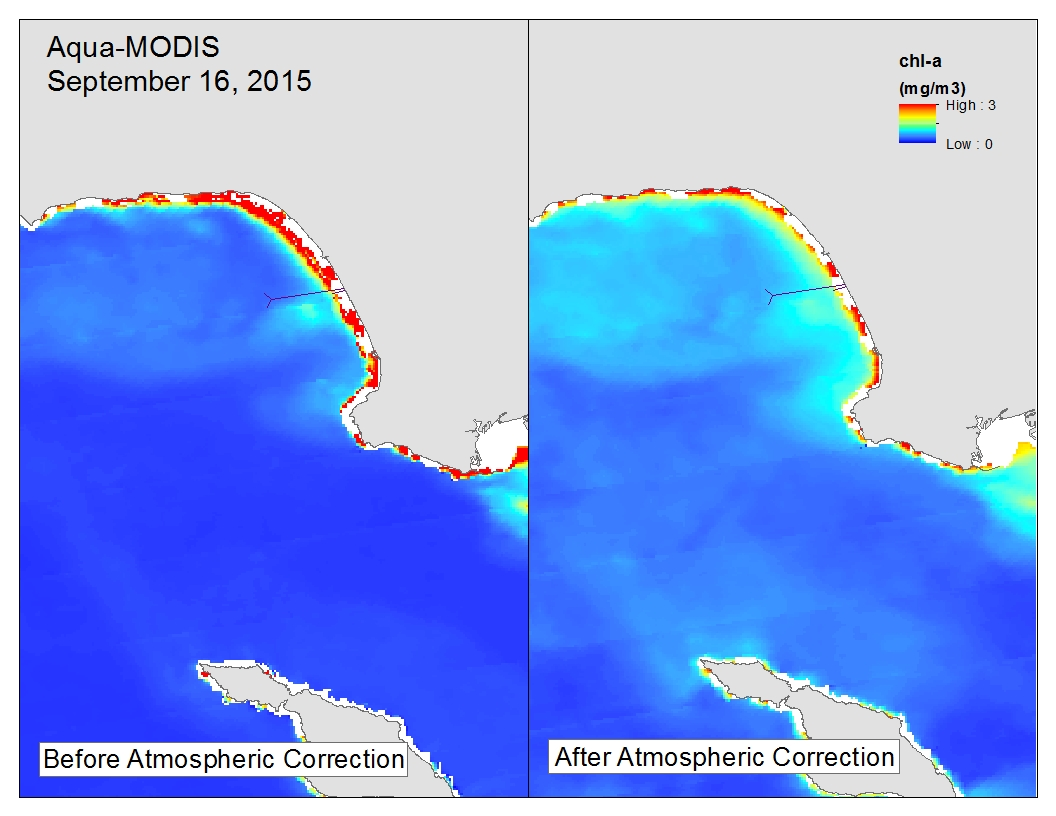 Aqua-MODIS
September 16, 2015
chl-a
(mg/m3)
High : 3
Low : 0
Before Atmospheric Correction
After Atmospheric Correction